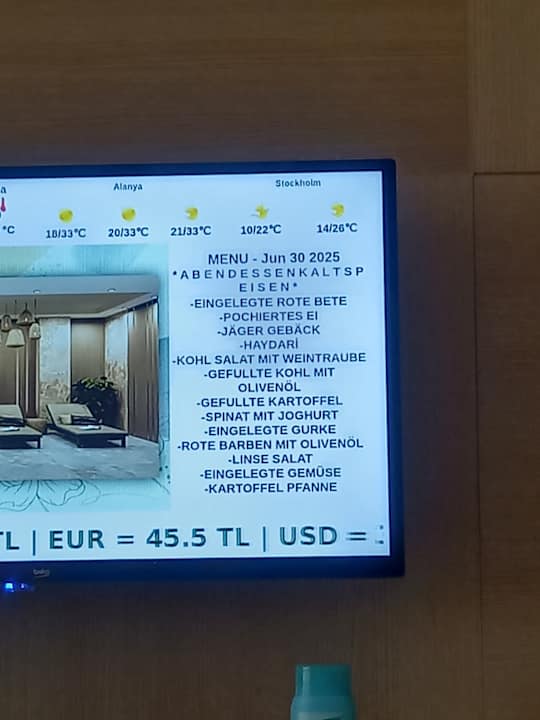 a
Alanya
Stockholm
°C
18/33°C
20/33°C
21/33°C
10/22°C
14/26°C
MENU - Jun 30 2025
*ABENDESSENKALTSP
EISEN*
-EINGELEGTE ROTE BETE
-POCHIERTES EI
-JÄGER GEBÄCK
-HAYDARİ
-KOHL SALAT MIT WEINTRAUBE
-GEFULLTE KOHL MIT
OLIVENÖL
-GEFULLTE KARTOFFEL
-SPINAT MIT JOGHURT
-EINGELEGTE GURKE
-ROTE BARBEN MIT OLIVENÖL
-LINSE SALAT
-EINGELEGTE GEMÜSE
-KARTOFFEL PFANNE
TL | EUR = 45.5 TL | USD =
beko